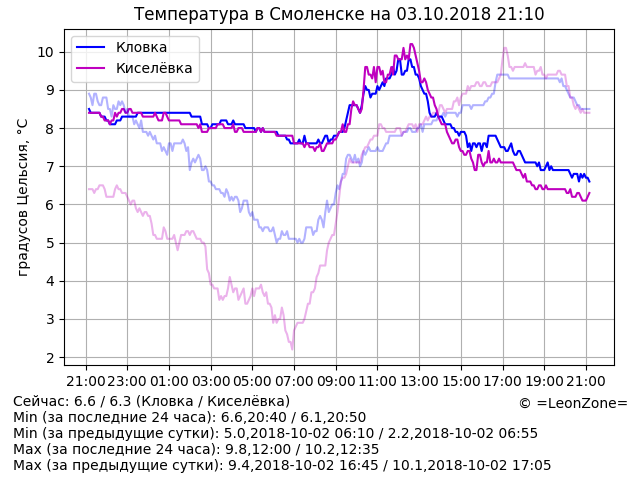 Температура в Смоленске на 03.10.2018 21:10
Кловка
Киселёвка
градусов Цельсия, °C
10
9
8
7
6
5
4
3
2
21:00 23:00 01:00 03:00 05:00 07:00 09:00 11:00 13:00 15:00 17:00 19:00 21:00
Сейчас: 6.6 / 6.3 (Кловка / Киселёвка)
© =LeonZone=
Min (за последние 24 часа): 6.6,20:40 / 6.1,20:50
Min (за предыдущие сутки): 5.0,2018-10-02 06:10 / 2.2,2018-10-02 06:55
Max (за последние 24 часа): 9.8,12:00 / 10.2,12:35
Max (за предыдущие сутки): 9.4,2018-10-02 16:45 / 10.1,2018-10-02 17:05